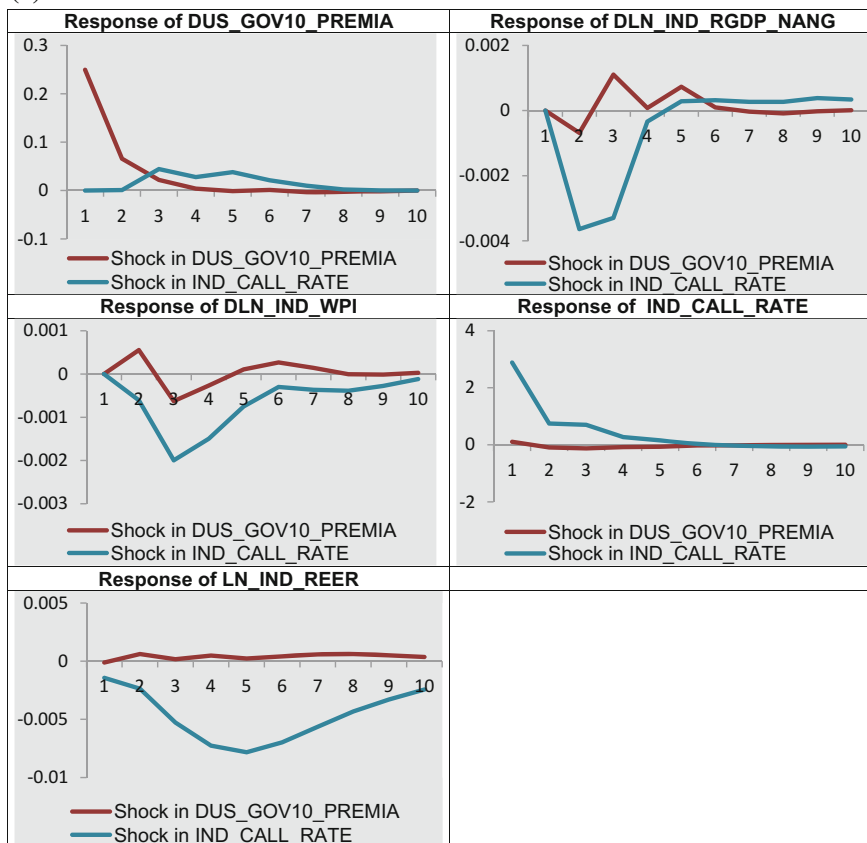 Response of DUS_GOV10_PREMIA
0.3
0.2
0.1
0
-0.1
1 2 3 4 5 6 7 8 9 10
Shock in DUS_GOV10_PREMIA
Shock in IND_CALL_RATE
Response of DLN_IND_RGDP_NANG
0.002
0
-0.002
-0.004
1 2 3 4 5 6 7 8 9 10
Shock in DUS_GOV10_PREMIA
Shock in IND_CALL_RATE
Response of DLN_IND_WPI
0.001
0
-0.001
-0.002
-0.003
1 2 3 4 5 6 7 8 9 10
Shock in DUS_GOV10_PREMIA
Shock in IND_CALL_RATE
Response of IND_CALL_RATE
4
2
0
-2
1 2 3 4 5 6 7 8 9 10
Shock in DUS_GOV10_PREMIA
Shock in IND_CALL_RATE
Response of LN_IND_REER
0.005
0
-0.005
-0.01
1 2 3 4 5 6 7 8 9 10
Shock in DUS_GOV10_PREMIA
Shock in IND_CALL_RATE